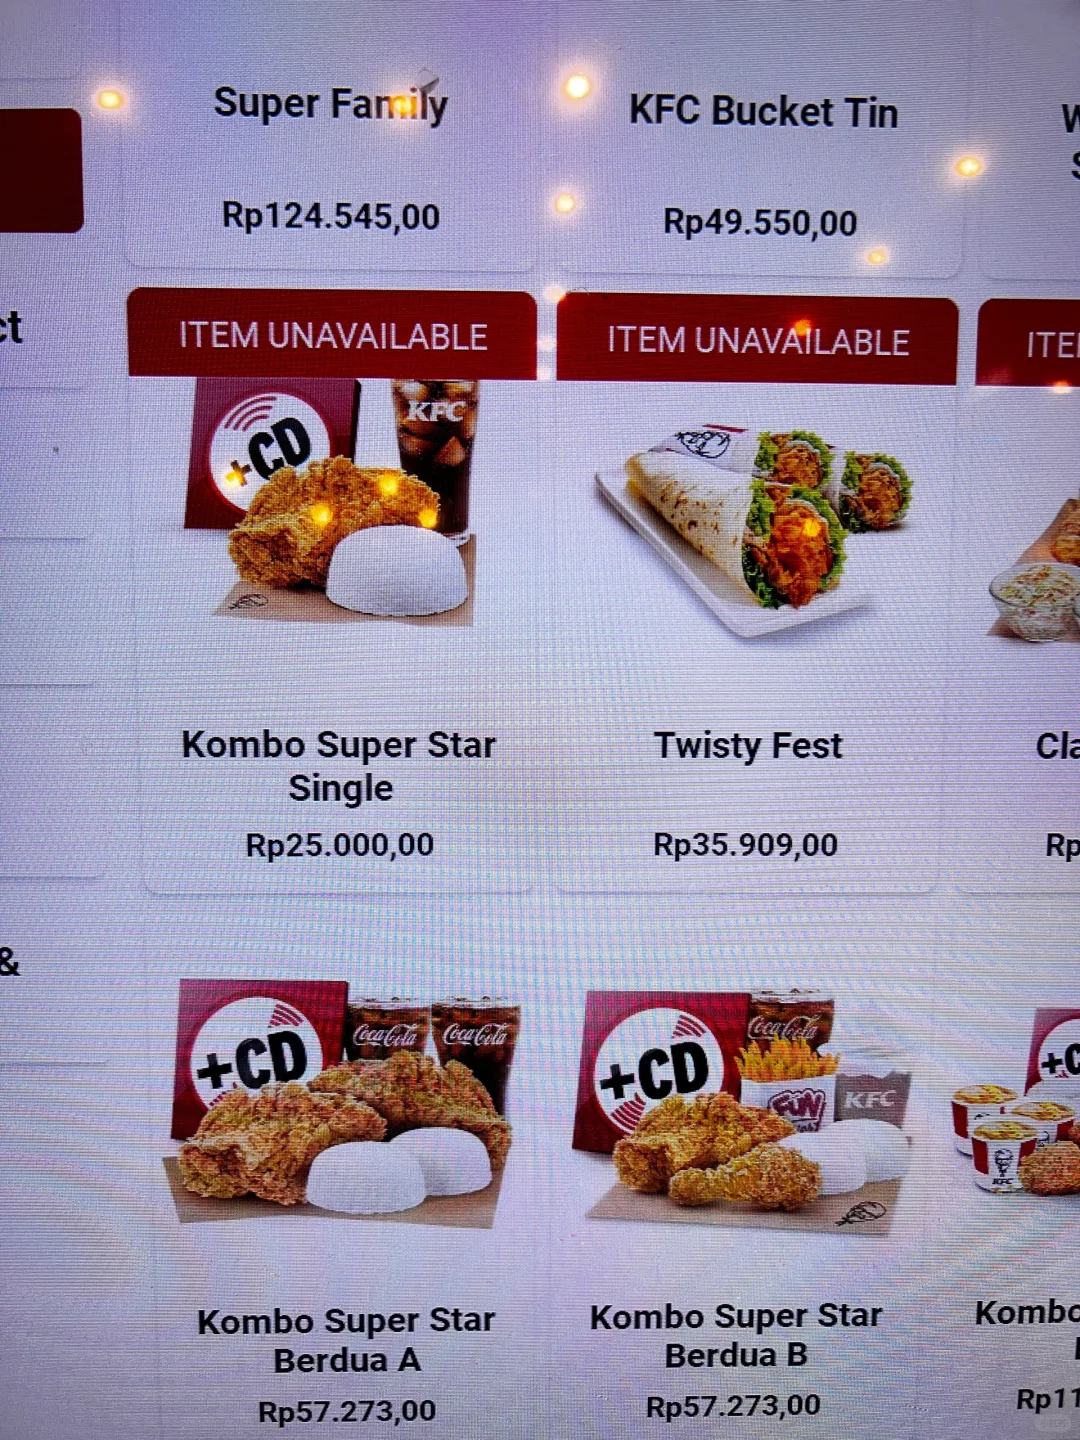 Super Family
KFC Bucket Tin
W
S
Rp124.545,00
Rp49.550,00
ct
ITEM UNAVAILABLE
ITEM UNAVAILABLE
ITE
+CD
KFC
KFC
Kombo Super Star
Single
Twisty Fest
Cla
Rp25.000,00
Rp35.909,00
Rp
&
+CD
Coca-Cola
Coca-Cola
+CD
Coca-Cola
FUN
KFC
+C
KFC
Kombo Super Star
Berdua A
Kombo Super Star
Berdua B
Kombo
Rp57.273,00
Rp57.273,00
Rp11